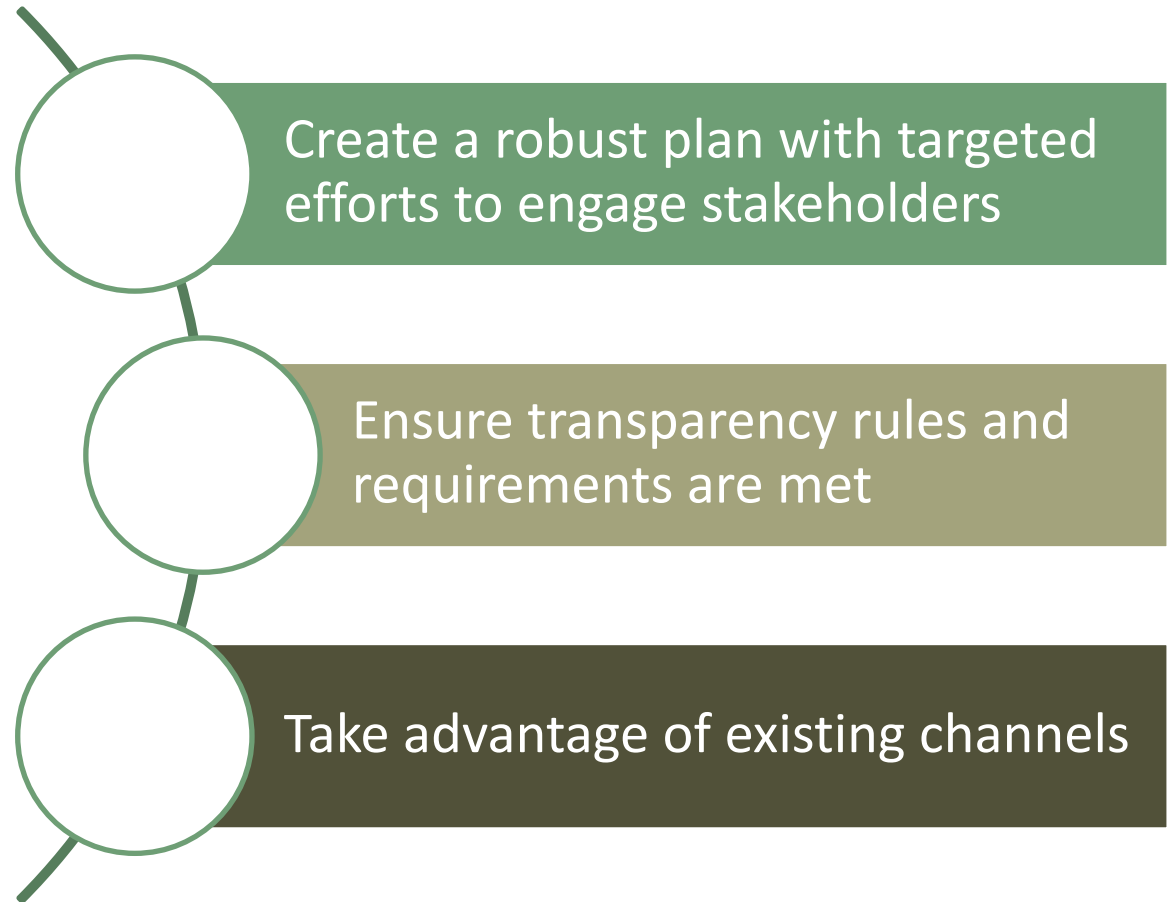 Create a robust plan with targeted
efforts to engage stakeholders
Ensure transparency rules and
requirements are met
Take advantage of existing channels